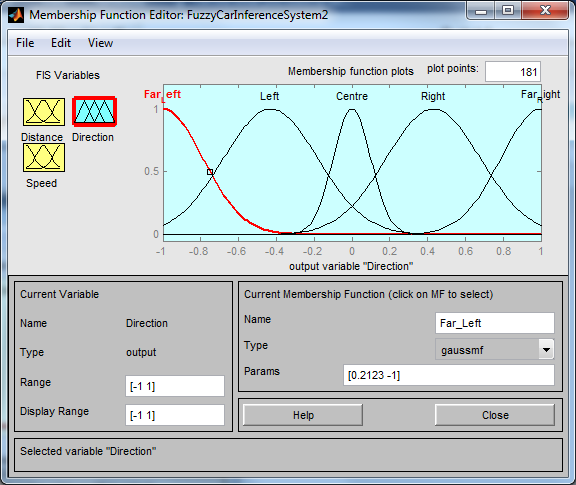 Membership Function Editor: FuzzyCarInferenceSystem2
File Edit View
FIS Variables
Membership function plots plot points: 181
Far_Left Left Centre Right Far_right
Distance Direction
Speed
1
0.5
0
-1 -0.8 -0.6 -0.4 -0.2 0 0.2 0.4 0.6 0.8 1
output variable "Direction"
Current Variable
Name Direction
Type output
Range [-1 1]
Display Range [-1 1]
Current Membership Function (click on MF to select)
Name Far_Left
Type gaussmf
Params [0.2123 -1]
Help Close
Selected variable "Direction"